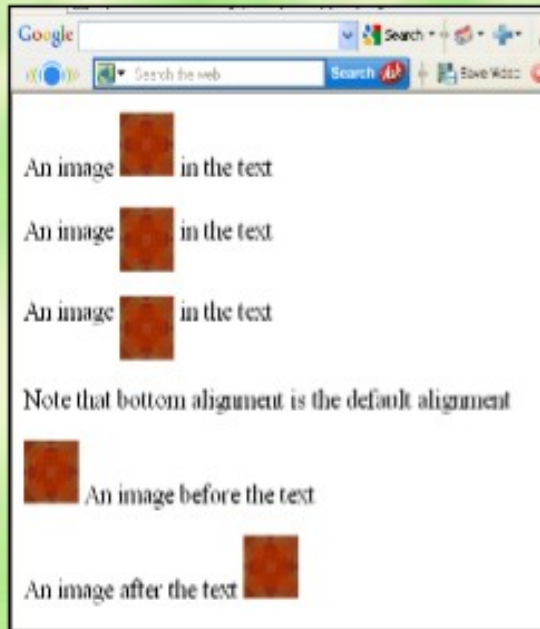 Google Search
Search the web Search Save Video
An image in the text
An image in the text
An image in the text
Note that bottom alignment is the default alignment
An image before the text
An image after the text